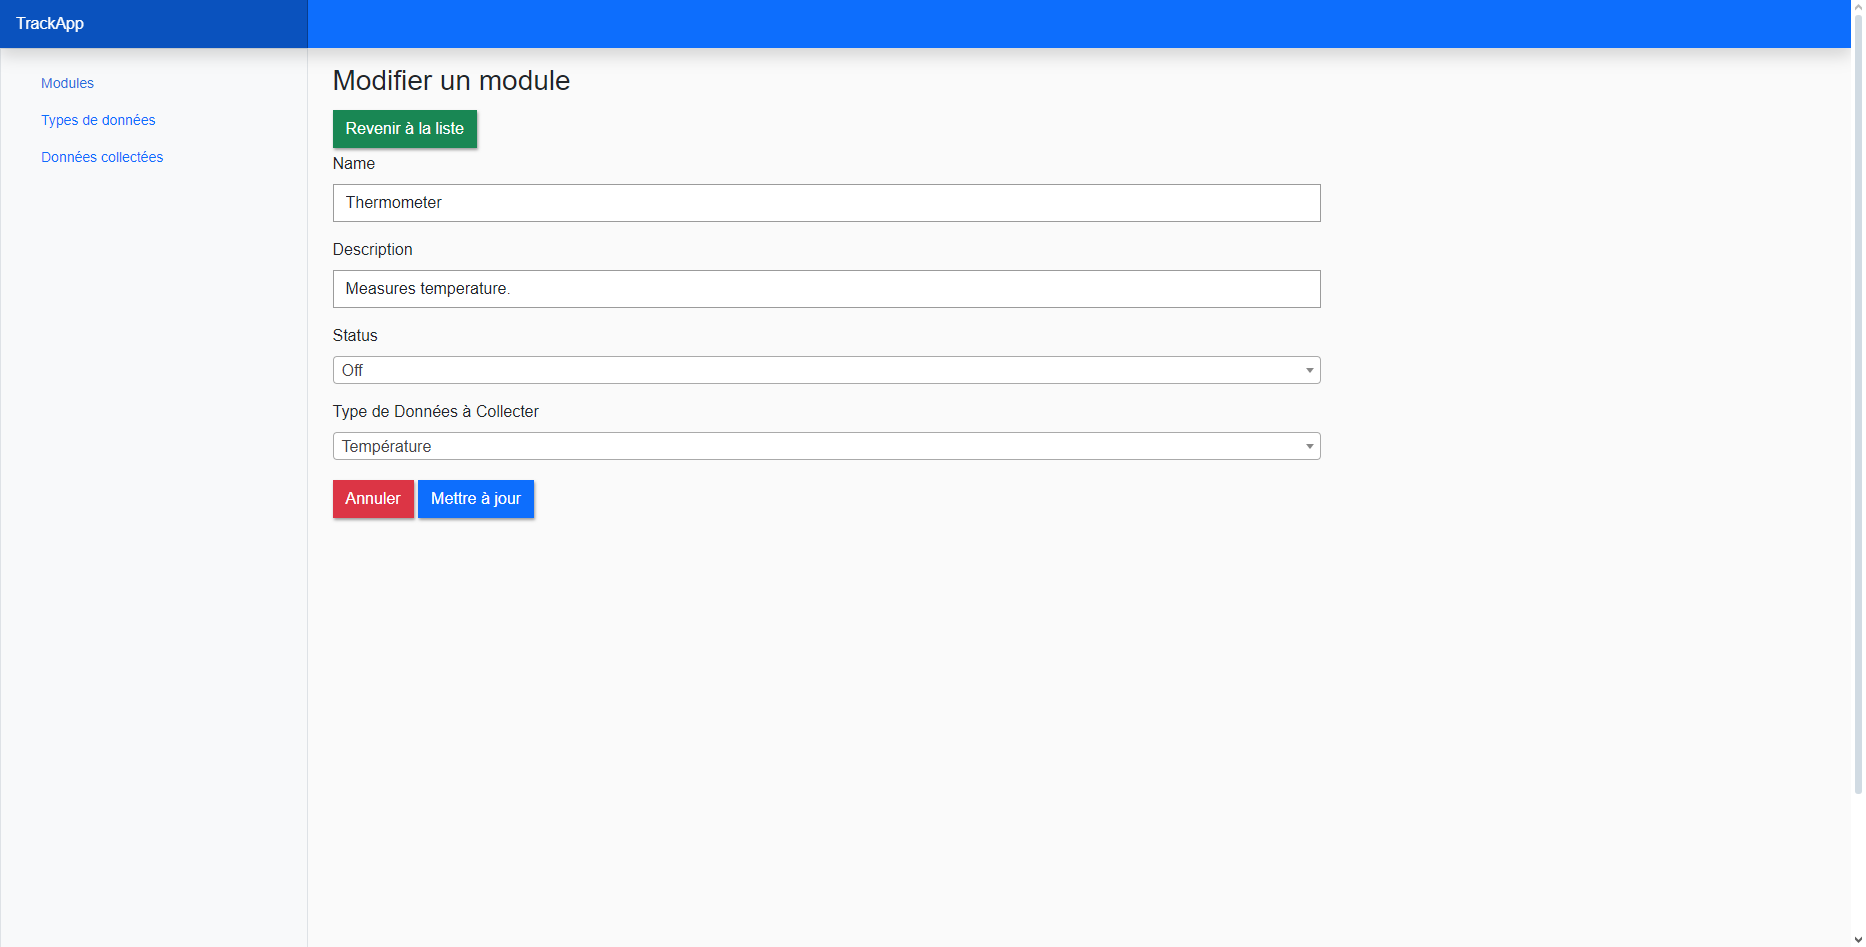 TrackApp
Modules
Types de données
Données collectées
Modifier un module
Revenir à la liste
Name
Thermometer
Description
Measures temperature.
Status
Off
Type de Données à Collecter
Température
Annuler Mettre à jour